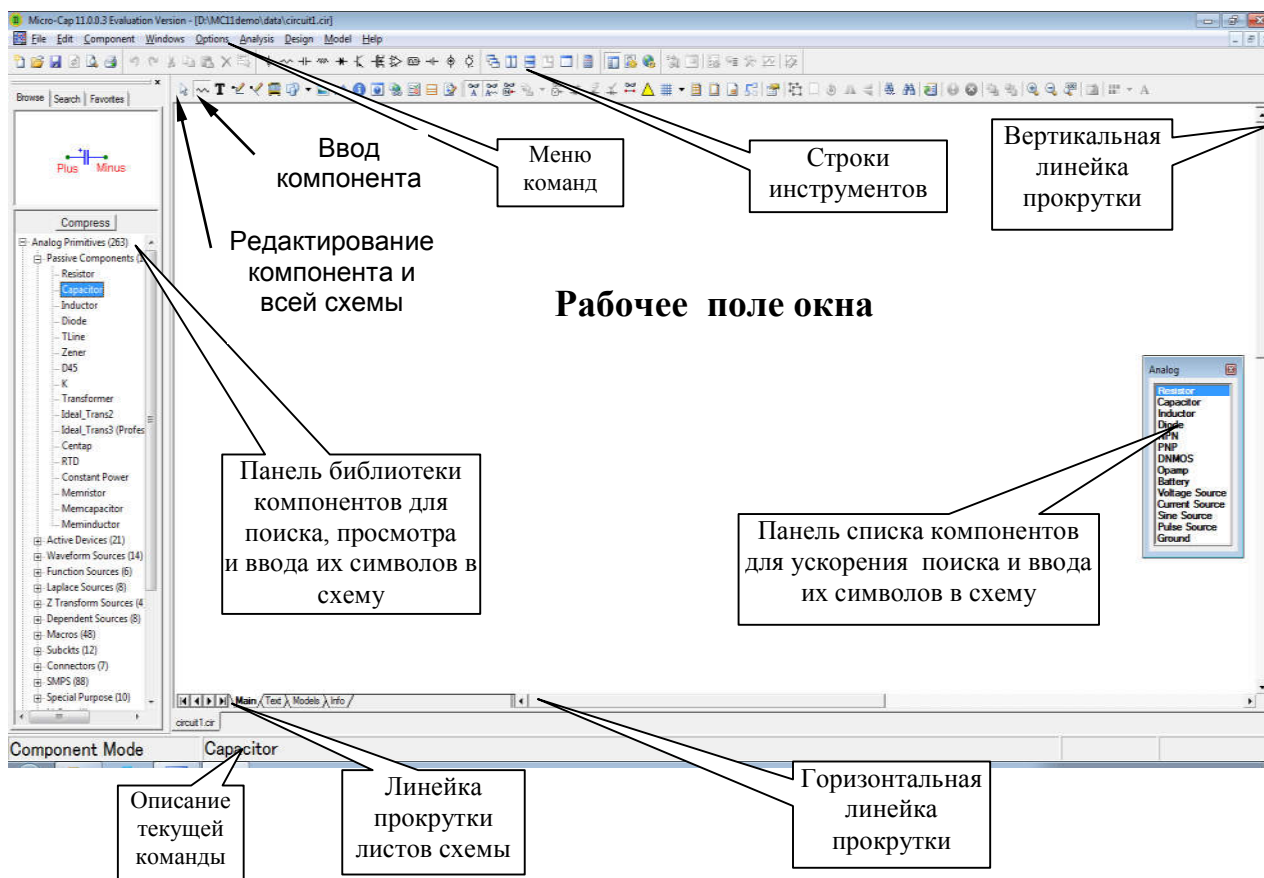 Micro-Cap 11.0.0.3 Evaluation Version - [D:\MC11demo\data\circuit1.cir]
File Edit Component Windows Options Analysis Design Model Help
Browse Search Favorites
Plus Minus
Compress
Analog Primitives (263)
Passive Components (
Resistor
Capacitor
Inductor
Diode
TLine
Zener
D45
K
Transformer
Ideal_Trans2
Ideal_Trans3 (Profes
Centap
RTD
Constant Power
Memristor
Memcapacitor
Meminductor
Active Devices (21)
Waveform Sources (14)
Function Sources (6)
Laplace Sources (8)
Z Transform Sources (4
Dependent Sources (8)
Macros (48)
Subckts (12)
Connectors (7)
SMPS (88)
Special Purpose (10)
Ввод
компонента
Редактирование
компонента и
всей схемы
Меню
команд
Строки
инструментов
Вертикальная
линейка
прокрутки
Рабочее поле окна
Панель библиотеки
компонентов для
поиска, просмотра
и ввода их символов в
схему
Панель списка компонентов
для ускорения поиска и ввода
их символов в схему
Analog
Resistor
Capacitor
Inductor
Diode
NPN
PNP
DNMOS
Opamp
Battery
Voltage Source
Current Source
Sine Source
Pulse Source
Ground
Main Text Models Info
circuit1.cir
Component Mode Capacitor
Описание
текущей
команды
Линейка
прокрутки
листов схемы
Горизонтальная
линейка
прокрутки